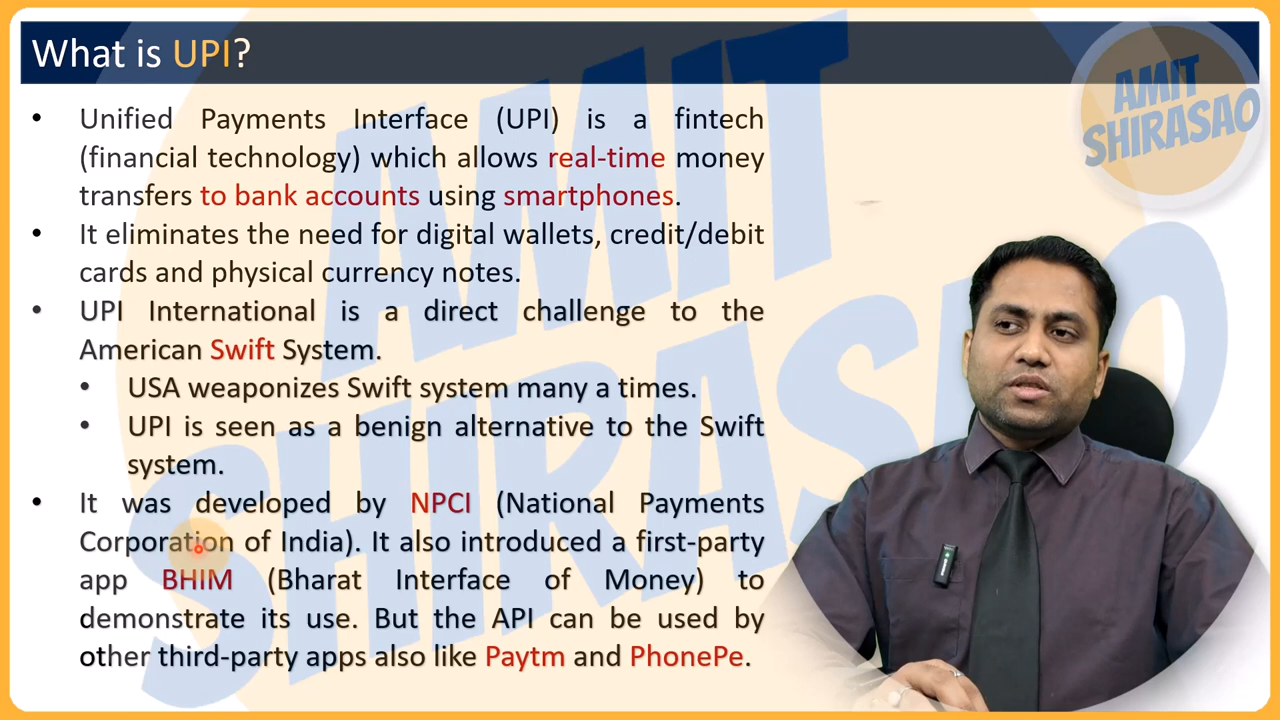 What is UPI?
AMIT
SHIRASAO
• Unified Payments Interface (UPI) is a fintech
(financial technology) which allows real-time money
transfers to bank accounts using smartphones.
• It eliminates the need for digital wallets, credit/debit
cards and physical currency notes.
• UPI International is a direct challenge to the
American Swift System.
• USA weaponizes Swift system many a times.
• UPI is seen as a benign alternative to the Swift
system.
• It was developed by NPCI (National Payments
Corporation of India). It also introduced a first-party
app BHIM (Bharat Interface of Money) to
demonstrate its use. But the API can be used by
other third-party apps also like Paytm and PhonePe.
AMIT
SHIRASAO